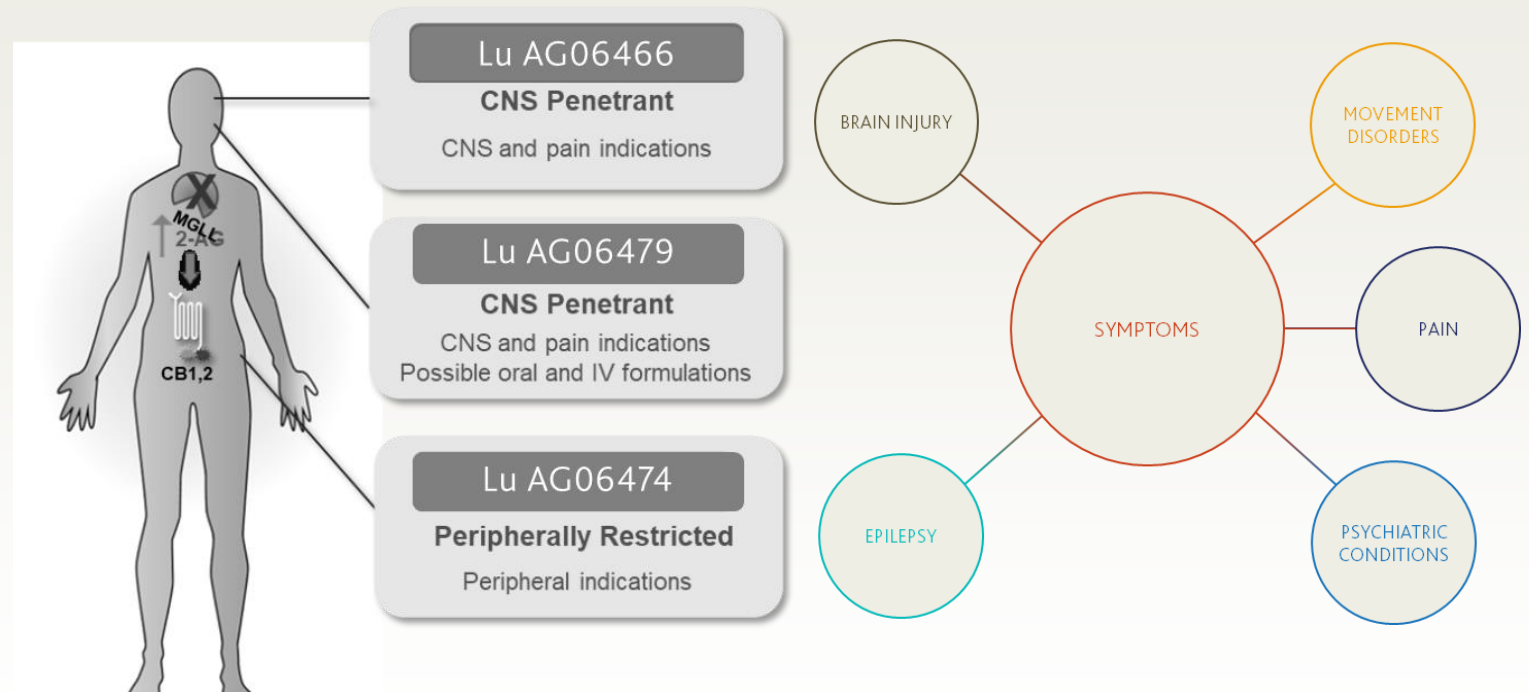 Lu AG06466
CNS Penetrant
CNS and pain indications
MGLL
2-AG
CB1,2
Lu AG06479
CNS Penetrant
CNS and pain indications
Possible oral and IV formulations
Lu AG06474
Peripherally Restricted
Peripheral indications
BRAIN INJURY
MOVEMENT
DISORDERS
SYMPTOMS
PAIN
EPILEPSY
PSYCHIATRIC
CONDITIONS